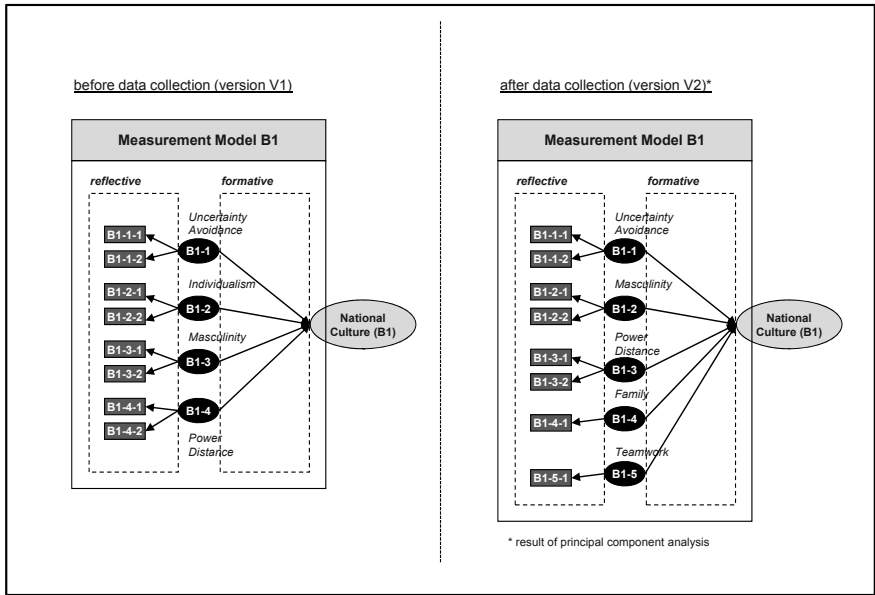 before data collection (version V1)
Measurement Model B1
reflective
formative
Uncertainty
Avoidance
B1-1-1
B1-1
B1-1-2
Individualism
B1-2-1
B1-2
B1-2-2
Masculinity
B1-3-1
B1-3
B1-3-2
B1-4-1
B1-4
B1-4-2
Power
Distance
National
Culture (B1)
after data collection (version V2)*
Measurement Model B1
reflective
formative
Uncertainty
Avoidance
B1-1-1
B1-1
B1-1-2
Masculinity
B1-2-1
B1-2
B1-2-2
Power
Distance
B1-3-1
B1-3
B1-3-2
Family
B1-4-1
B1-4
Teamwork
B1-5-1
B1-5
National
Culture (B1)
* result of principal component analysis